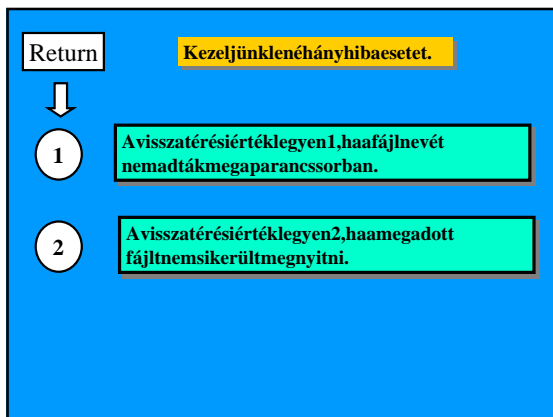 Return
Kezeljünklenéhányhibaesetet.
1
Avisszatérésiértéklegyen1,haafájlnevét
nemadtákmegaparancssorban.
2
Avisszatérésiértéklegyen2,haamegadott
fájltnemsikerültmegnyitni.